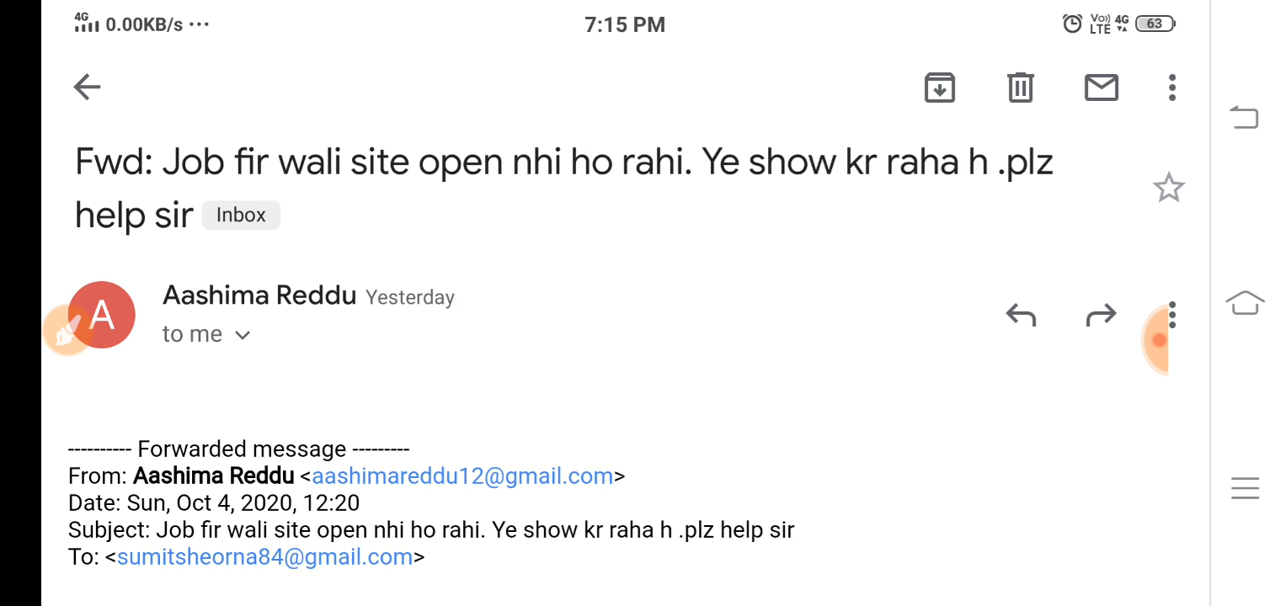 4G 0.00KB/s ... 7:15 PM Vo) LTE 4G 63
Fwd: Job fir wali site open nhi ho rahi. Ye show kr raha h .plz
help sir Inbox
A Aashima Reddu Yesterday
to me
---------- Forwarded message ---------
From: Aashima Reddu <aashimareddu12@gmail.com>
Date: Sun, Oct 4, 2020, 12:20
Subject: Job fir wali site open nhi ho rahi. Ye show kr raha h .plz help sir
To: <sumitsheorna84@gmail.com>